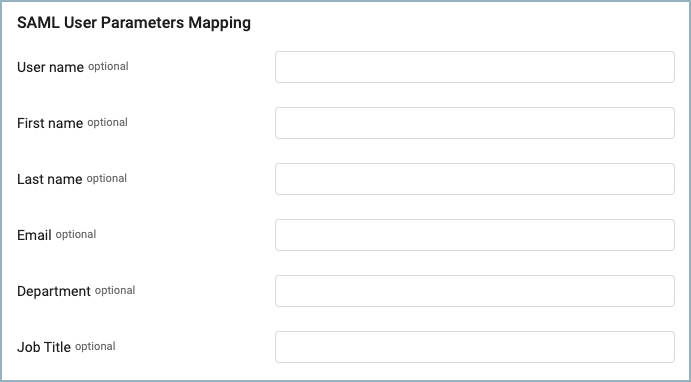 SAML User Parameters Mapping
User name optional
First name optional
Last name optional
Email optional
Department optional
Job Title optional